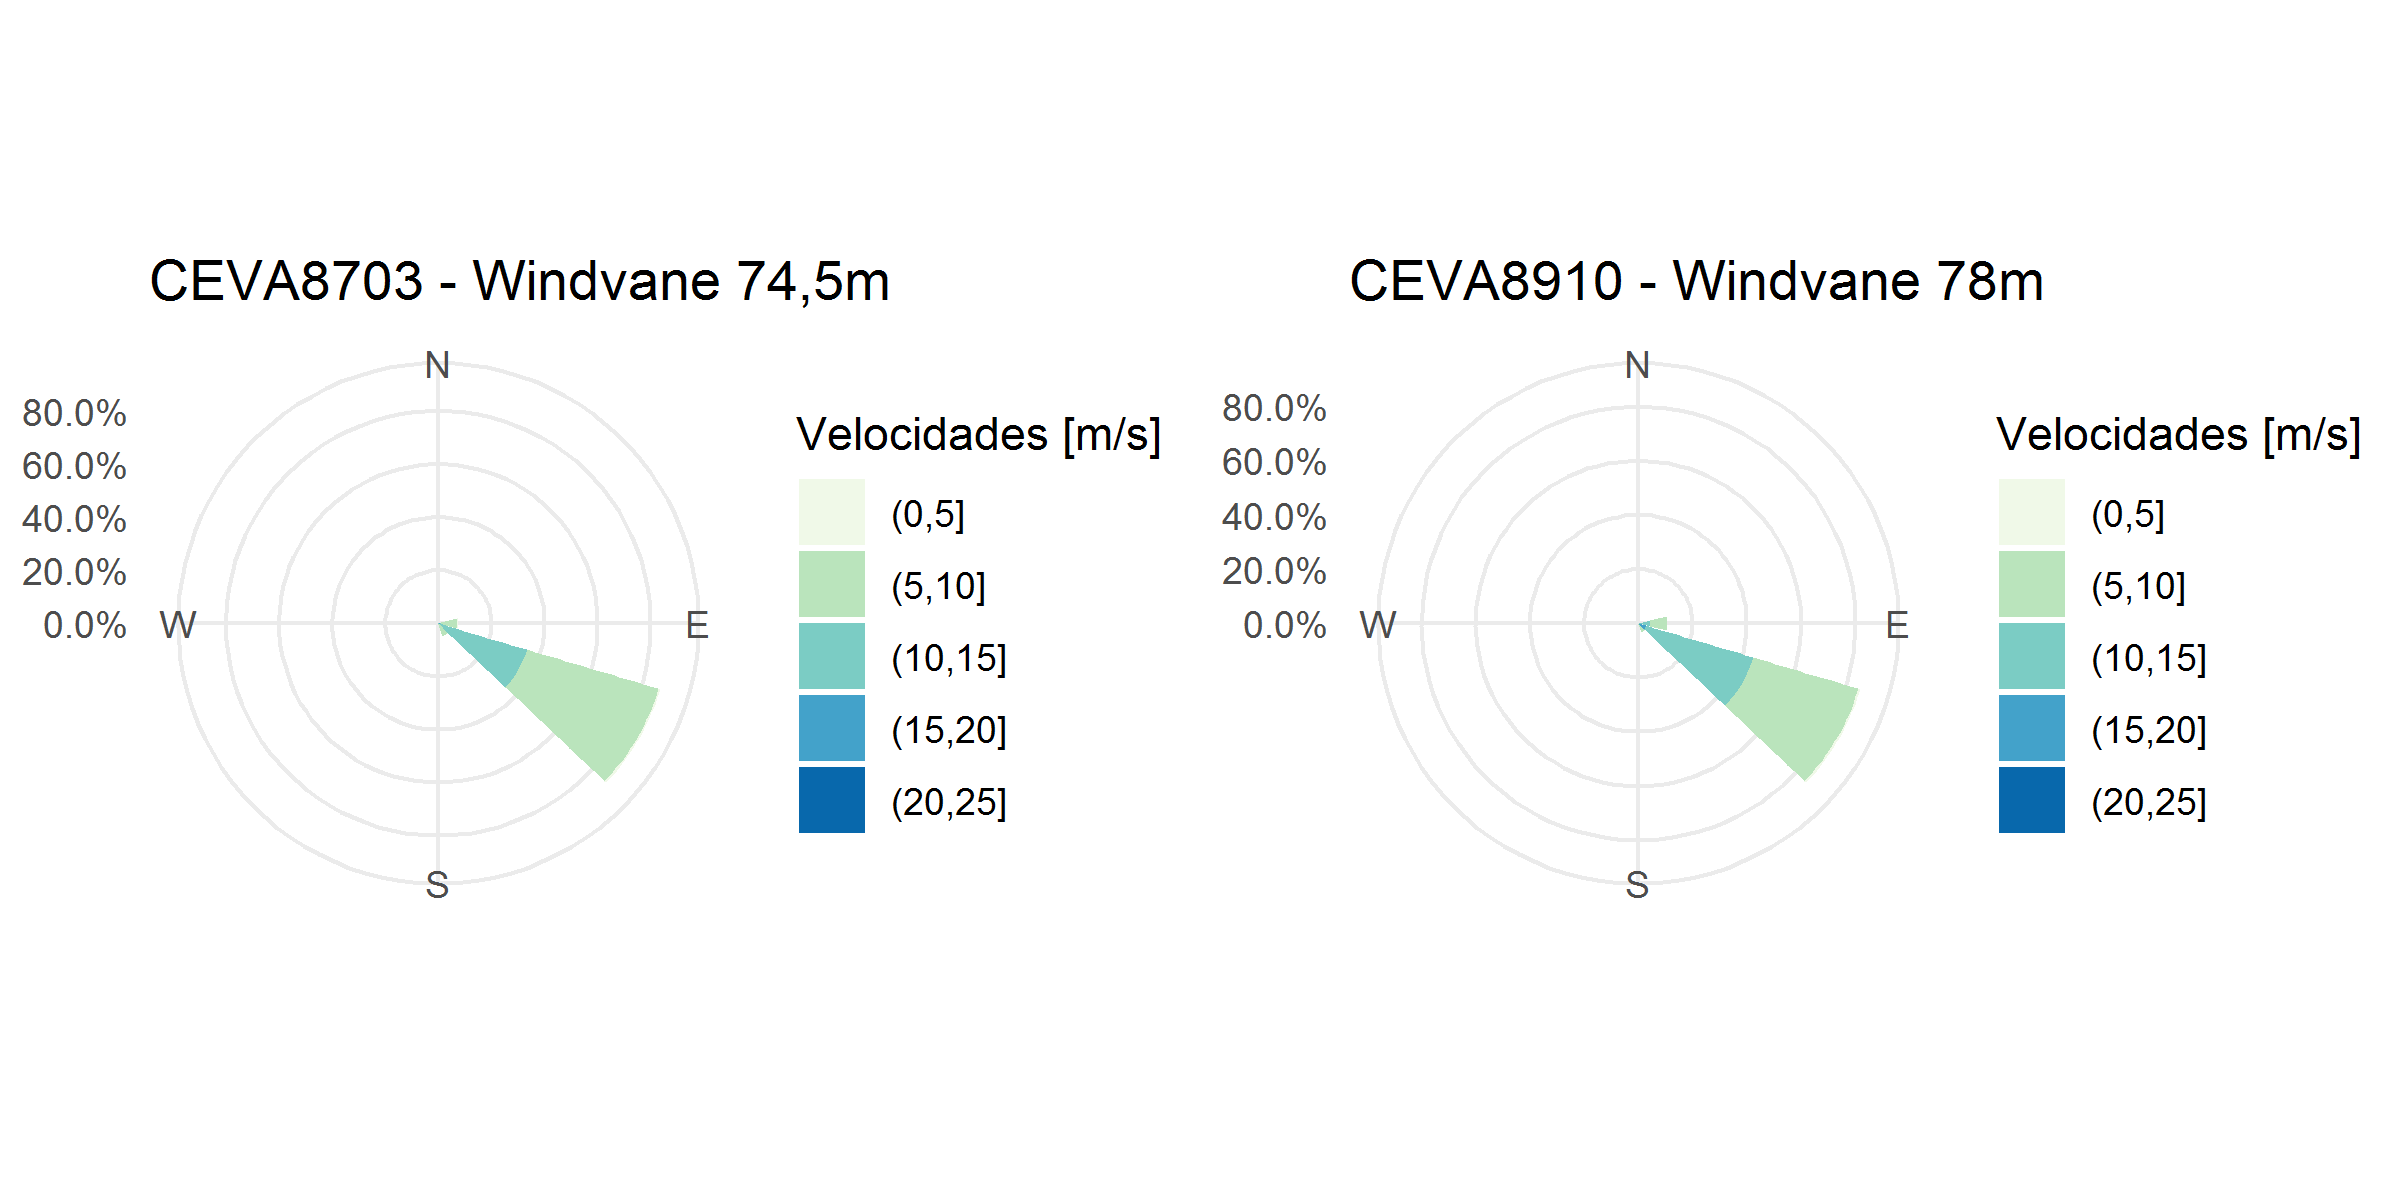 CEVA8703 - Windvane 74,5m
N
80.0%
60.0%
40.0%
20.0%
0.0%
W
E
S
Velocidades [m/s]
(0,5]
(5,10]
(10,15]
(15,20]
(20,25]
CEVA8910 - Windvane 78m
N
80.0%
60.0%
40.0%
20.0%
0.0%
W
E
S
Velocidades [m/s]
(0,5]
(5,10]
(10,15]
(15,20]
(20,25]